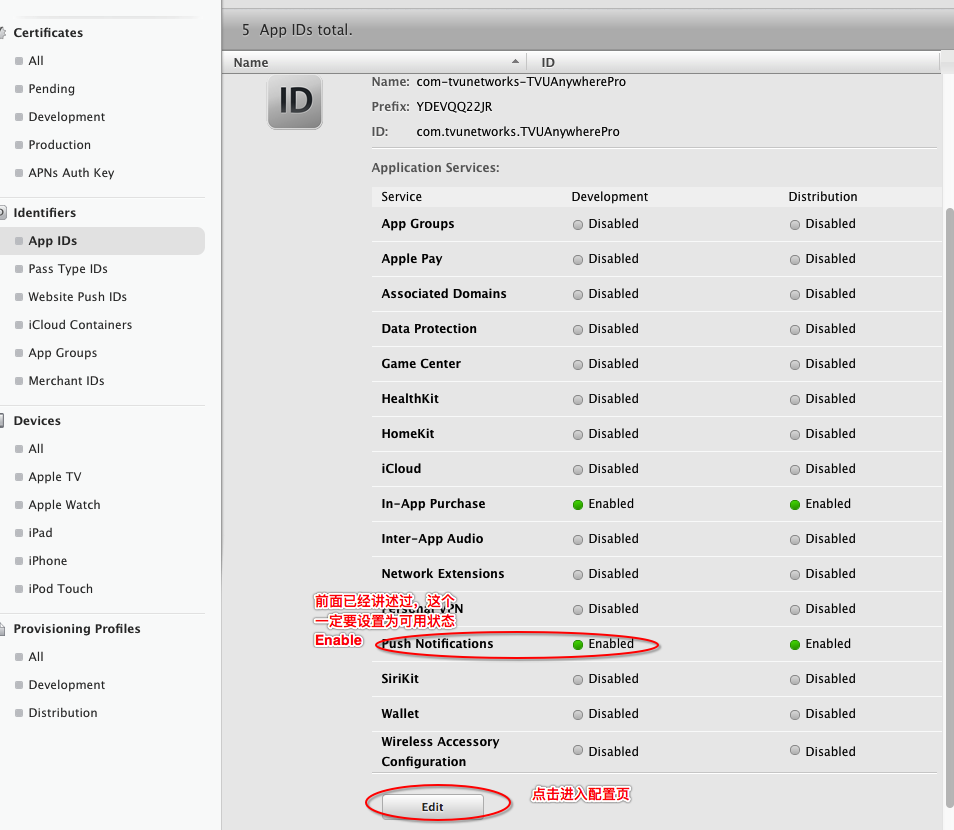 Certificates
All
Pending
Development
Production
APNs Auth Key
Identifiers
App IDs
Pass Type IDs
Website Push IDs
iCloud Containers
App Groups
Merchant IDs
Devices
All
Apple TV
Apple Watch
iPad
iPhone
iPod Touch
Provisioning Profiles
All
Development
Distribution
5 App IDs total.
Name ID
ID
Name: com-tvunetworks-TVUAnywherePro
Prefix: YDEVQQ22JR
ID: com.tvunetworks.TVUAnywherePro
Application Services:
Service Development Distribution
App Groups Disabled Disabled
Apple Pay Disabled Disabled
Associated Domains Disabled Disabled
Data Protection Disabled Disabled
Game Center Disabled Disabled
HealthKit Disabled Disabled
HomeKit Disabled Disabled
iCloud Disabled Disabled
In-App Purchase Enabled Enabled
Inter-App Audio Disabled Disabled
Network Extensions Disabled Disabled
前面已经讲述过，这个
一定要设置为可用状态
Enable
Personal VPN Disabled Disabled
Push Notifications Enabled Enabled
SiriKit Disabled Disabled
Wallet Disabled Disabled
Wireless Accessory
Configuration Disabled Disabled
Edit 点击进入配置页